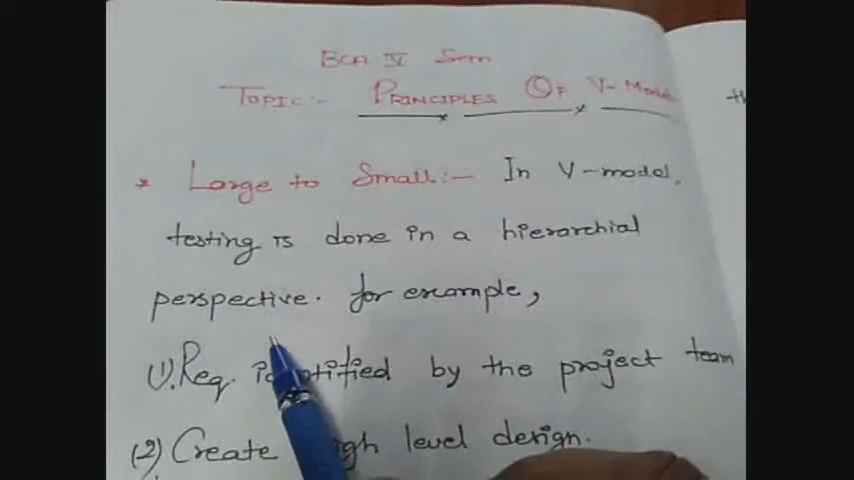 BCA IV Sem
Topic:- Principles Of V-Model
* Large to Small:- In V-model,
testing is done in a hierarchial
perspective. for example,
(1). Req. identified by the project team
(2) Create high level design.